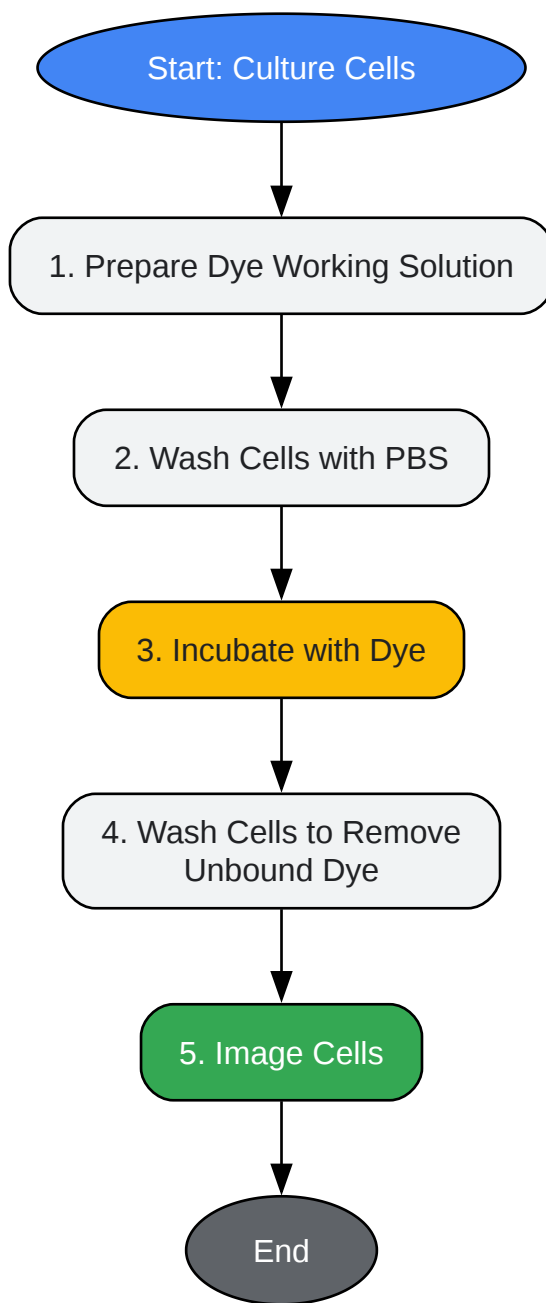 Start: Culture Cells
1. Prepare Dye Working Solution
2. Wash Cells with PBS
3. Incubate with Dye
4. Wash Cells to Remove
Unbound Dye
5. Image Cells
End